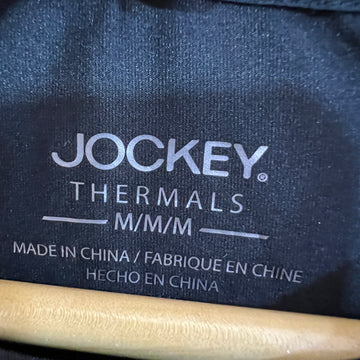 JOCKEY®
THERMALS
M/M/M
MADE IN CHINA / FABRIQUE EN CHINE
HECHO EN CHINA